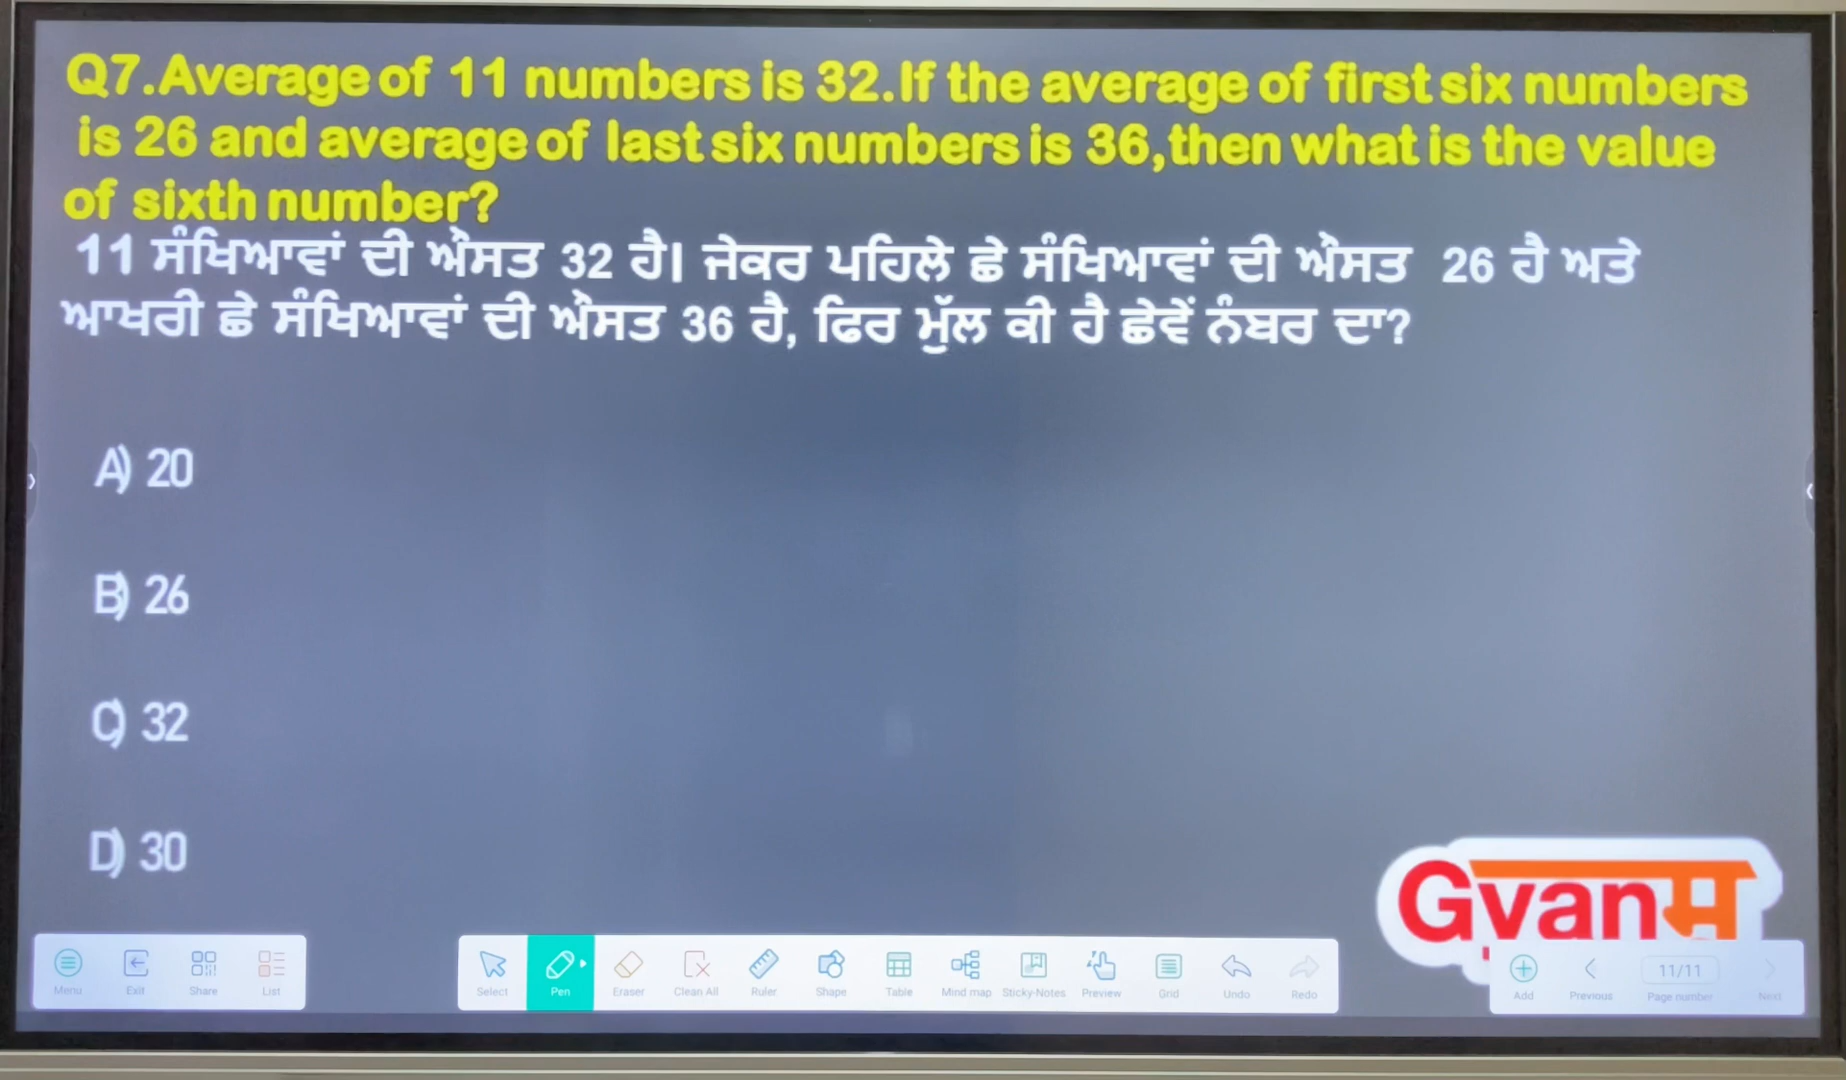 Q7.Average of 11 numbers is 32.If the average of first six numbers
is 26 and average of last six numbers is 36,then what is the value
of sixth number?
11 ਸੰਖਿਆਵਾਂ ਦੀ ਔਸਤ 32 ਹੈ। ਜੇਕਰ ਪਹਿਲੇ ਛੇ ਸੰਖਿਆਵਾਂ ਦੀ ਔਸਤ 26 ਹੈ ਅਤੇ
ਆਖਰੀ ਛੇ ਸੰਖਿਆਵਾਂ ਦੀ ਔਸਤ 36 ਹੈ, ਫਿਰ ਮੁੱਲ ਕੀ ਹੈ ਛੇਵੇਂ ਨੰਬਰ ਦਾ?
A) 20
B) 26
C) 32
D) 30
Gyanम
Menu Exit Share List
Select Pen Eraser Clean All Ruler Shape Table Mind map Sticky-Notes Preview Grid Undo Redo
11/11
Add Previous Page number Next